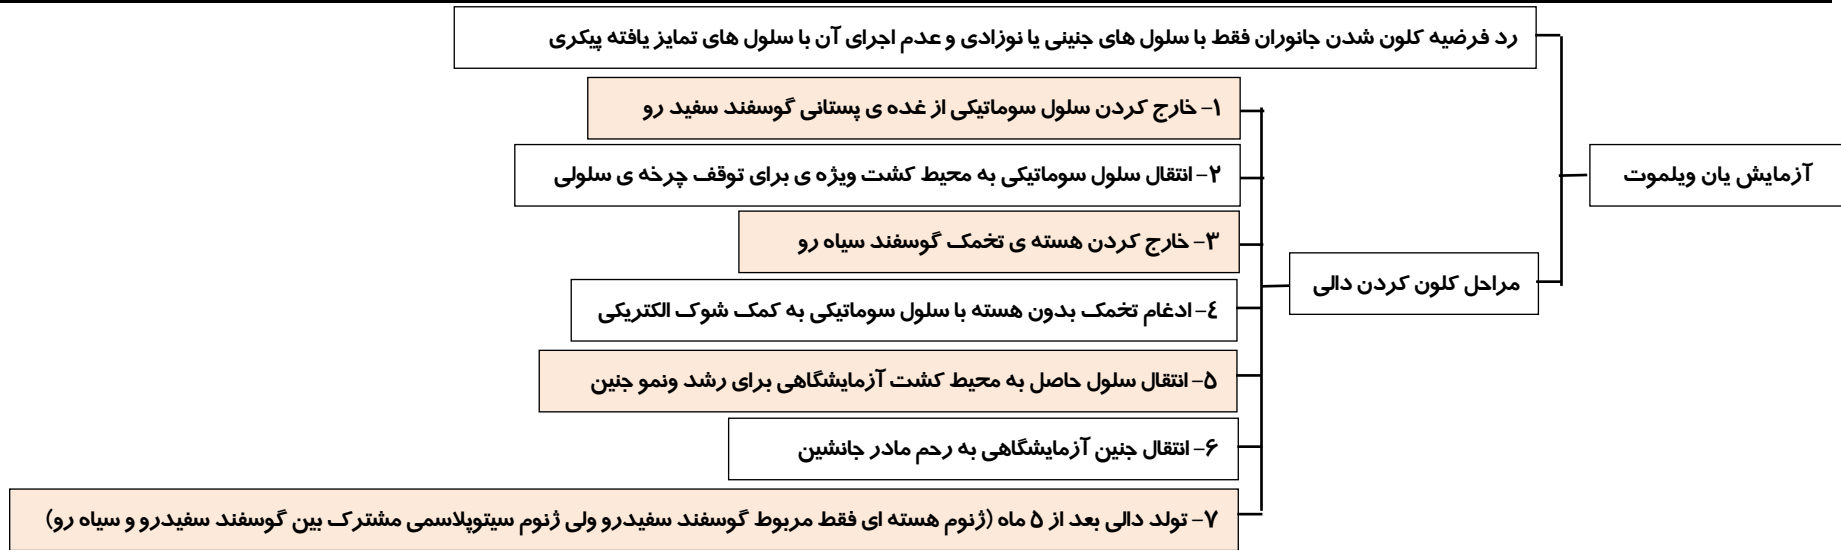 آزمایش یان ویلموت
رد فرضیه کلون شدن جانوران فقط با سلول های جنینی یا نوزادی و عدم اجرای آن با سلول های تمایز یافته پیکری
مراحل کلون کردن دالی
۱- خارج کردن سلول سوماتیکی از غده ی پستانی گوسفند سفید رو
۲- انتقال سلول سوماتیکی به محیط کشت ویژه ی برای توقف چرخه ی سلولی
۳- خارج کردن هسته ی تخمک گوسفند سیاه رو
٤- ادغام تخمک بدون هسته با سلول سوماتیکی به کمک شوک الکتریکی
۵- انتقال سلول حاصل به محیط کشت آزمایشگاهی برای رشد ونمو جنین
۶- انتقال جنین آزمایشگاهی به رحم مادر جانشین
۷- تولد دالی بعد از ۵ ماه (ژنوم هسته ای فقط مربوط گوسفند سفیدرو ولی ژنوم سیتوپلاسمی مشترک بین گوسفند سفیدرو و سیاه رو)